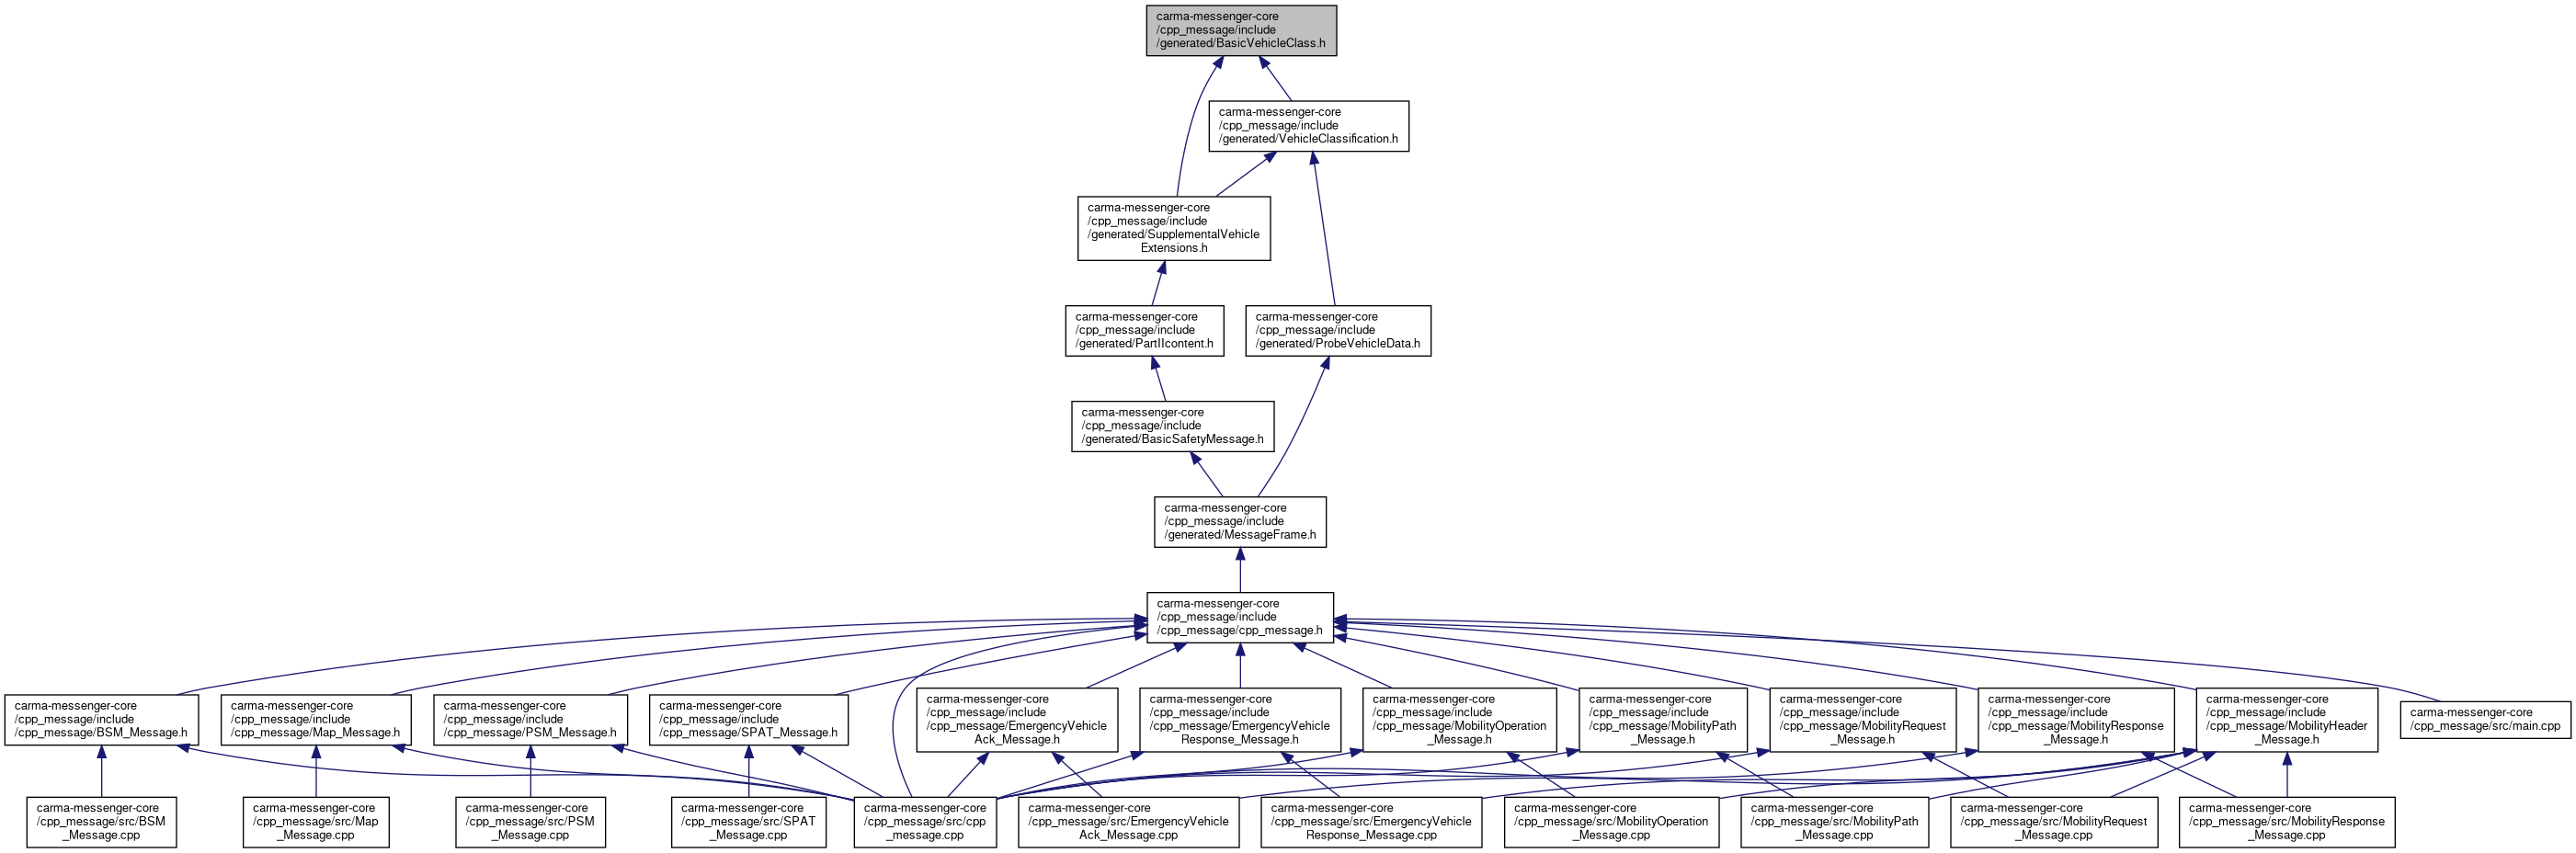 carma-messenger-core
/cpp_message/include
/generated/BasicVehicleClass.h
carma-messenger-core
/cpp_message/include
/generated/VehicleClassification.h
carma-messenger-core
/cpp_message/include
/generated/SupplementalVehicle
Extensions.h
carma-messenger-core
/cpp_message/include
/generated/PartIIcontent.h
carma-messenger-core
/cpp_message/include
/generated/ProbeVehicleData.h
carma-messenger-core
/cpp_message/include
/generated/BasicSafetyMessage.h
carma-messenger-core
/cpp_message/include
/generated/MessageFrame.h
carma-messenger-core
/cpp_message/include
/cpp_message/cpp_message.h
carma-messenger-core
/cpp_message/include
/cpp_message/BSM_Message.h
carma-messenger-core
/cpp_message/include
/cpp_message/Map_Message.h
carma-messenger-core
/cpp_message/include
/cpp_message/PSM_Message.h
carma-messenger-core
/cpp_message/include
/cpp_message/SPAT_Message.h
carma-messenger-core
/cpp_message/include
/cpp_message/EmergencyVehicle
Ack_Message.h
carma-messenger-core
/cpp_message/include
/cpp_message/EmergencyVehicle
Response_Message.h
carma-messenger-core
/cpp_message/include
/cpp_message/MobilityOperation
_Message.h
carma-messenger-core
/cpp_message/include
/cpp_message/MobilityPath
_Message.h
carma-messenger-core
/cpp_message/include
/cpp_message/MobilityRequest
_Message.h
carma-messenger-core
/cpp_message/include
/cpp_message/MobilityResponse
_Message.h
carma-messenger-core
/cpp_message/include
/cpp_message/MobilityHeader
_Message.h
carma-messenger-core
/cpp_message/src/main.cpp
carma-messenger-core
/cpp_message/src/BSM
_Message.cpp
carma-messenger-core
/cpp_message/src/Map
_Message.cpp
carma-messenger-core
/cpp_message/src/PSM
_Message.cpp
carma-messenger-core
/cpp_message/src/SPAT
_Message.cpp
carma-messenger-core
/cpp_message/src/cpp
_message.cpp
carma-messenger-core
/cpp_message/src/EmergencyVehicle
Ack_Message.cpp
carma-messenger-core
/cpp_message/src/EmergencyVehicle
Response_Message.cpp
carma-messenger-core
/cpp_message/src/MobilityOperation
_Message.cpp
carma-messenger-core
/cpp_message/src/MobilityPath
_Message.cpp
carma-messenger-core
/cpp_message/src/MobilityRequest
_Message.cpp
carma-messenger-core
/cpp_message/src/MobilityResponse
_Message.cpp